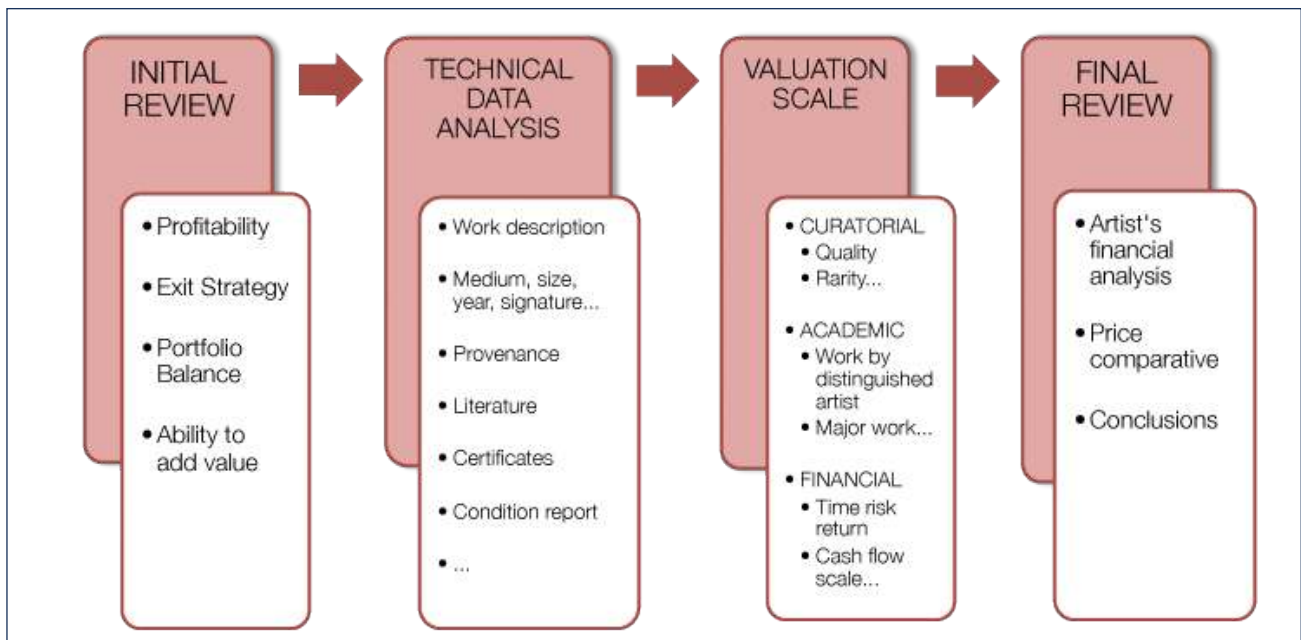 INITIAL
REVIEW
• Profitability
• Exit Strategy
• Portfolio
Balance
• Ability to
add value
TECHNICAL
DATA
ANALYSIS
• Work description
• Medium, size,
year, signature...
• Provenance
• Literature
• Certificates
• Condition report
• ...
VALUATION
SCALE
• CURATORIAL
• Quality
• Rarity...
• ACADEMIC
• Work by
distinguished
artist
• Major work...
• FINANCIAL
• Time risk
return
• Cash flow
scale...
FINAL
REVIEW
• Artist's
financial
analysis
• Price
comparative
• Conclusions